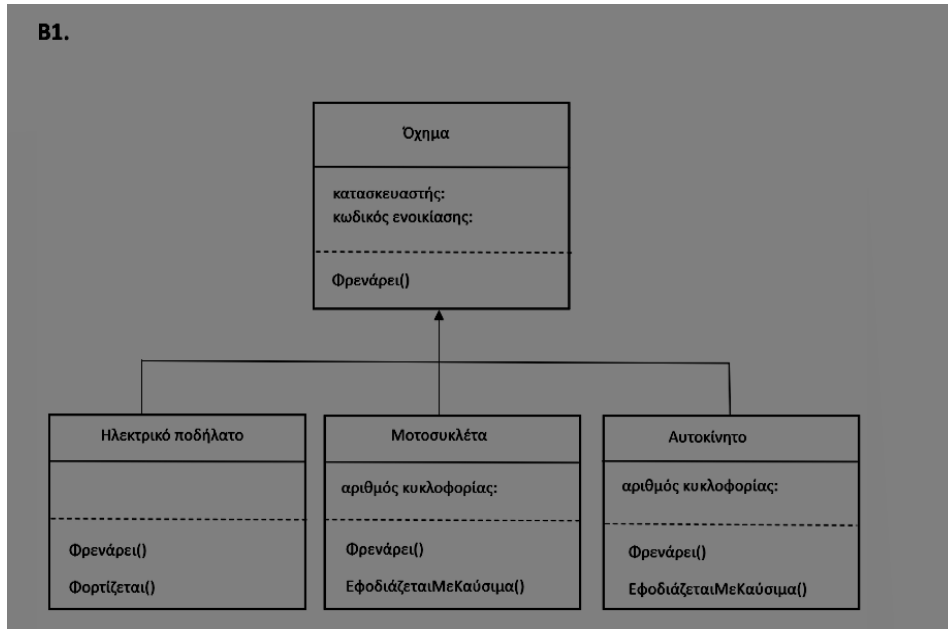 B1.
Όχημα
κατασκευαστής:
κωδικός ενοικίασης:
Φρενάρει()
Ηλεκτρικό ποδήλατο
Φρενάρει()
Φορτίζεται()
Μοτοσυκλέτα
αριθμός κυκλοφορίας:
Φρενάρει()
ΕφοδιάζεταιΜεΚαύσιμα()
Αυτοκίνητο
αριθμός κυκλοφορίας:
Φρενάρει()
ΕφοδιάζεταιΜεΚαύσιμα()